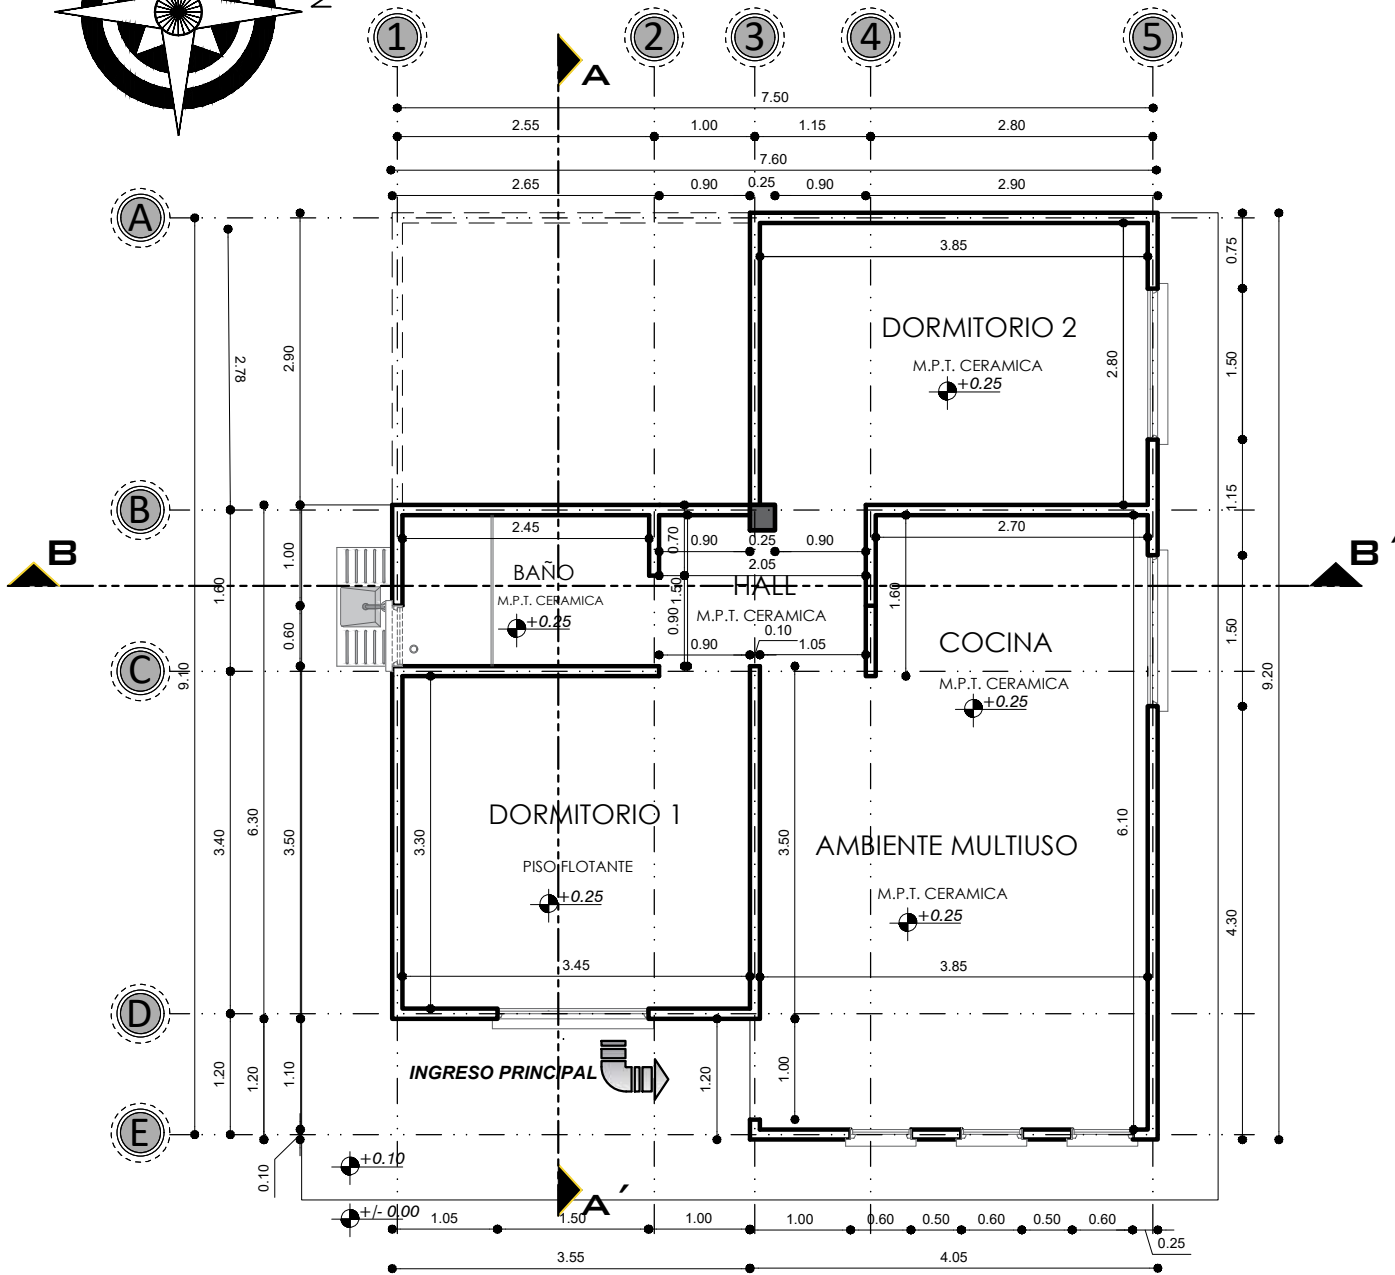 N
1 2 3 4 5
A
7.50
2.55 1.00 1.15 2.80
7.60
2.65 0.90 0.25 0.90 2.90
A
3.85
0.75
DORMITORIO 2
M.P.T. CERAMICA
+0.25
2.78
2.90
2.80
1.50
9.20
B
2.45
0.70
0.90 0.25 0.90
2.70
1.15
B
B´
1.00
1.60
BAÑO
M.P.T. CERAMICA
+0.25
2.05
HALL
M.P.T. CERAMICA
1.50
0.90
0.10
0.90 1.05
1.60
0.60
COCINA
M.P.T. CERAMICA
+0.25
1.50
C
9.10
6.30
3.40
3.50
3.30
DORMITORIO 1
PISO FLOTANTE
+0.25
3.50
AMBIENTE MULTIUSO
M.P.T. CERAMICA
+0.25
6.10
4.30
3.45 3.85
D
INGRESO PRINCIPAL
1.20
1.20
1.10
1.20
1.00
E
0.10
+0.10
+/- 0.00
A´
1.05 1.50 1.00 1.00 0.60 0.50 0.60 0.50 0.60
0.25
3.55 4.05